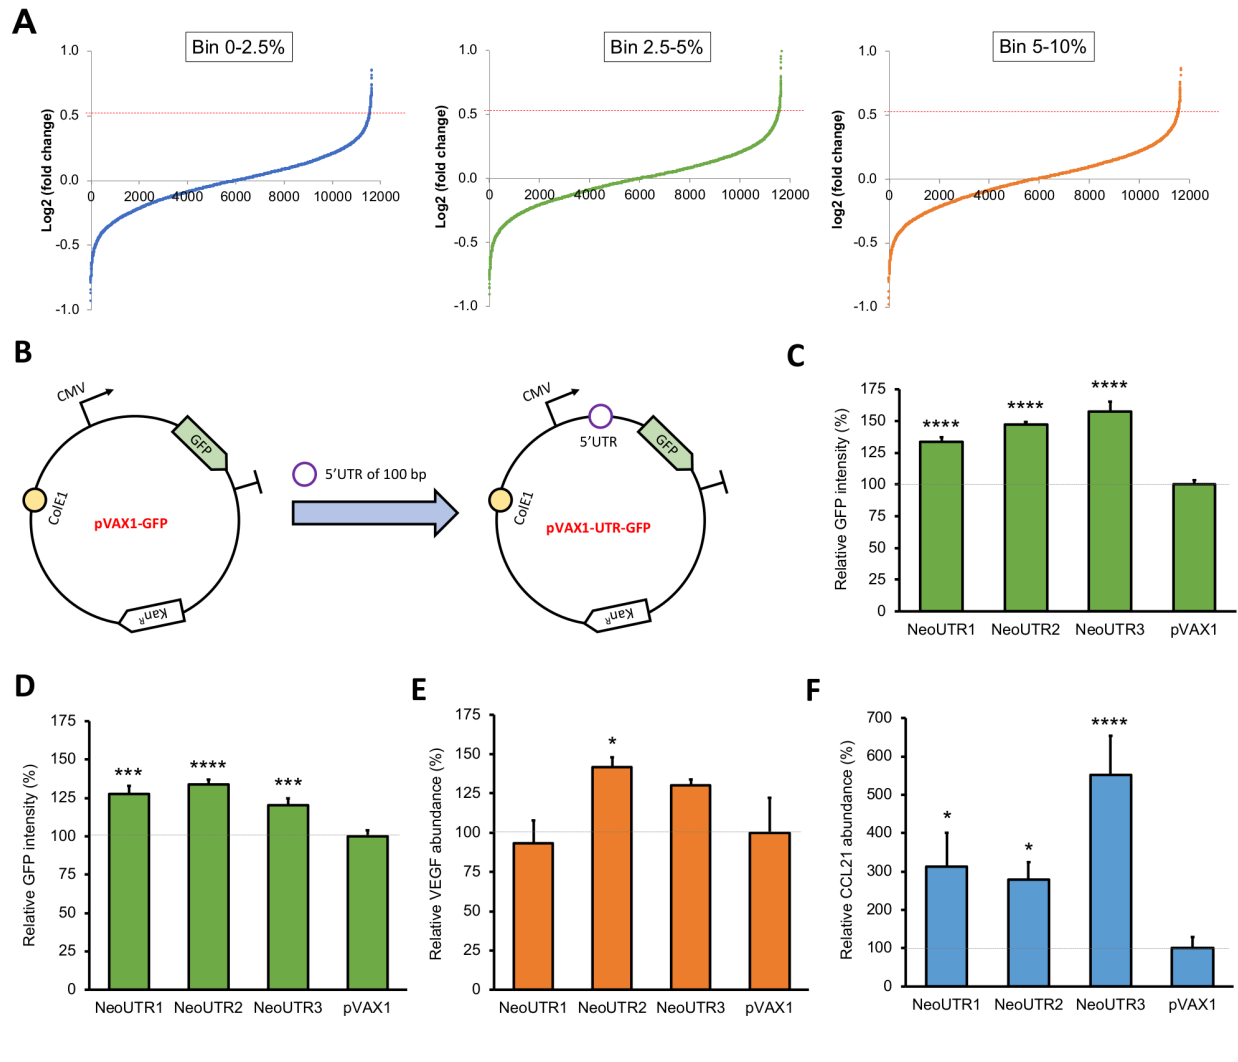 A
Bin 0-2.5%
Log2 (fold change)
1.0
0.5
0.0
-0.5
-1.0
0 2000 4000 6000 8000 10000 12000
Bin 2.5-5%
Log2 (fold change)
1.0
0.5
0.0
-0.5
-1.0
0 2000 4000 6000 8000 10000 12000
Bin 5-10%
log2 (fold change)
1.0
0.5
0.0
-0.5
-1.0
0 2000 4000 6000 8000 10000 12000
B
CMV
GFP
ColE1
pVAX1-GFP
KanR
5'UTR of 100 bp
CMV
5'UTR
GFP
ColE1
pVAX1-UTR-GFP
KanR
C
Relative GFP intensity (%)
175
150
125
100
75
50
25
0
**** **** ****
NeoUTR1 NeoUTR2 NeoUTR3 pVAX1
D
Relative GFP intensity (%)
175
150
125
100
75
50
25
0
*** **** ***
NeoUTR1 NeoUTR2 NeoUTR3 pVAX1
E
Relative VEGF abundance (%)
175
150
125
100
75
50
25
0
*
NeoUTR1 NeoUTR2 NeoUTR3 pVAX1
F
Relative CCL21 abundance (%)
700
600
500
400
300
200
100
0
* * ****
NeoUTR1 NeoUTR2 NeoUTR3 pVAX1